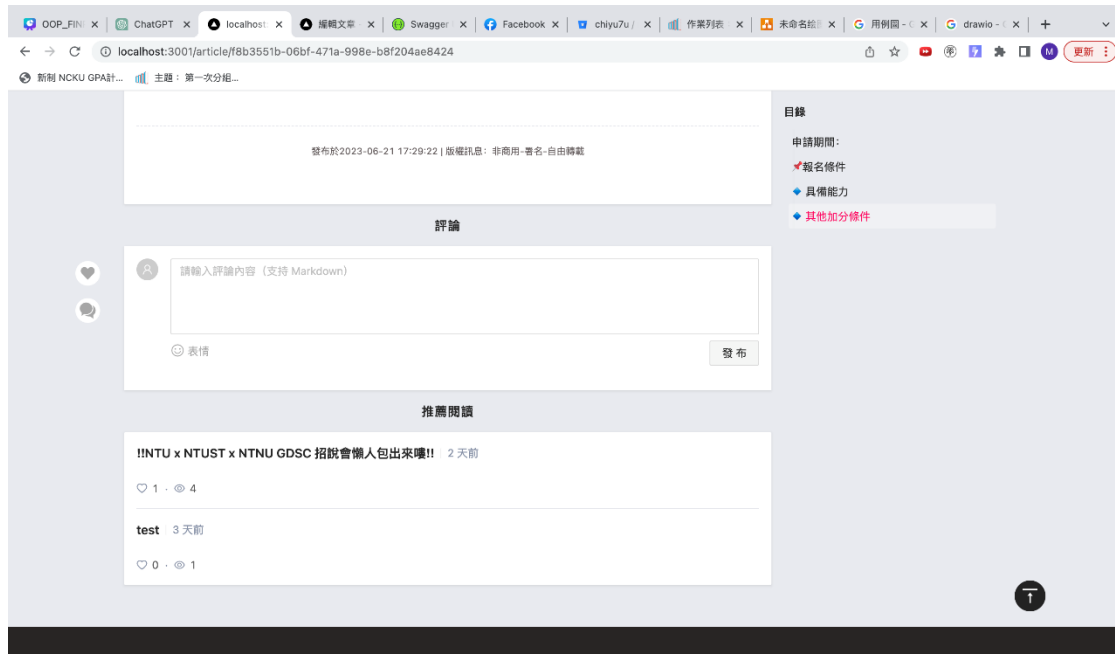 OOP_FIN
ChatGPT
localhost
編輯文章
Swagger
Facebook
chiyu7u /
作業列表
未命名绘
用例图 -
drawio -
localhost:3001/article/f8b3551b-06bf-471a-998e-b8f204ae8424
M
更新
新制 NCKU GPA計...
主題：第一次分組...
發布於2023-06-21 17:29:22 | 版權訊息：非商用-署名-自由轉載
目錄
申請期間：
報名條件
具備能力
其他加分條件
評論
請輸入評論內容（支持 Markdown）
表情
發 布
推薦閱讀
!!NTU x NTUST x NTNU GDSC 招說會懶人包出來嘍!! 2 天前
1 · 4
test 3 天前
0 · 1